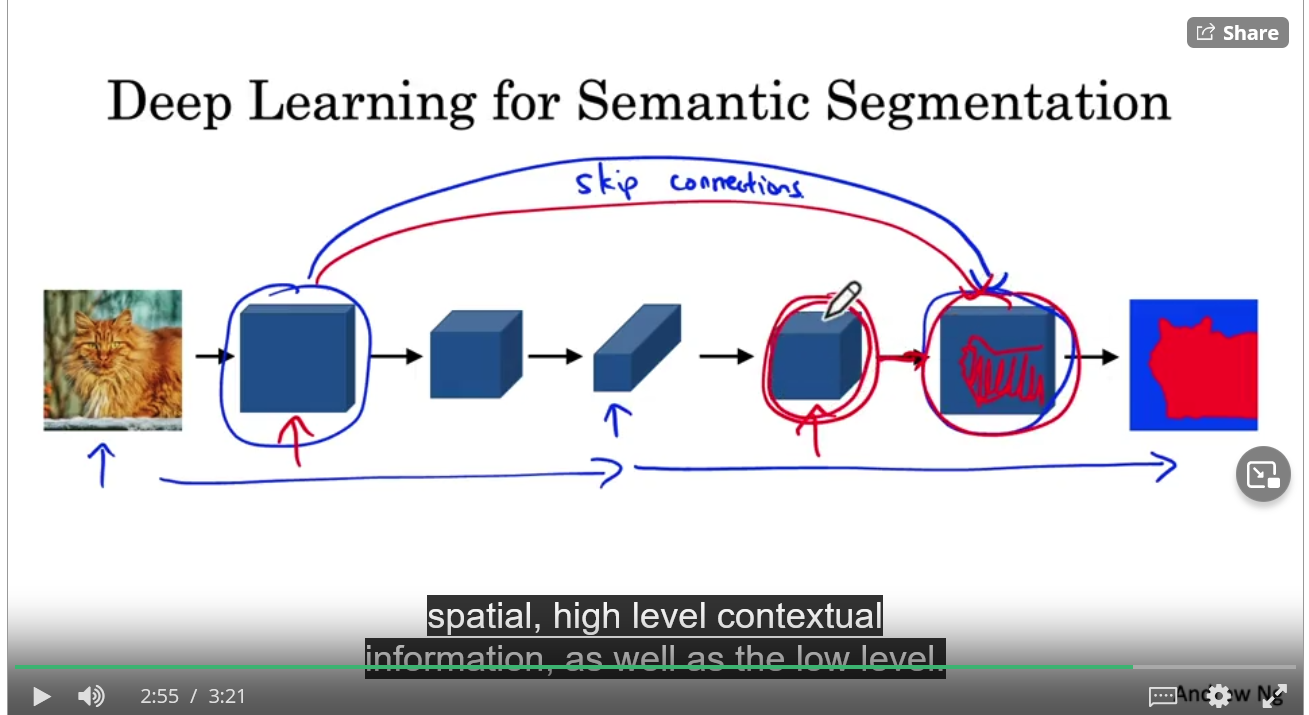 Share
Deep Learning for Semantic Segmentation
skip connections
spatial, high level contextual
information, as well as the low level.
2:55 / 3:21
Andrew Ng